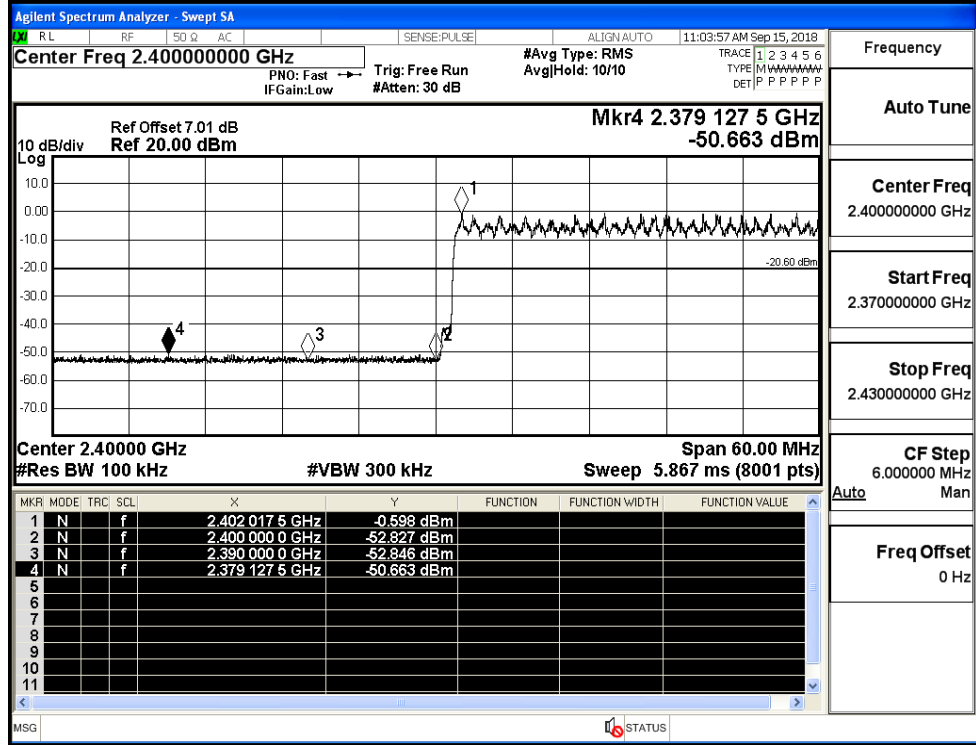 Agilent Spectrum Analyzer - Swept SA
LXI RL RF 50 Ω AC SENSE:PULSE ALIGN AUTO 11:03:57 AM Sep 15, 2018
Center Freq 2.400000000 GHz
PNO: Fast
IFGain:Low
Trig: Free Run
#Atten: 30 dB
#Avg Type: RMS
Avg|Hold: 10/10
TRACE 1 2 3 4 5 6
TYPE M
DET P P P P P P
Frequency
Auto Tune
Center Freq
2.400000000 GHz
Start Freq
2.370000000 GHz
Stop Freq
2.430000000 GHz
CF Step
6.000000 MHz
Auto Man
Freq Offset
0 Hz
Ref Offset 7.01 dB
10 dB/div Ref 20.00 dBm
Log
Mkr4 2.379 127 5 GHz
-50.663 dBm
10.0
0.00
-10.0
-20.0
-30.0
-40.0
-50.0
-60.0
-70.0
1
-20.60 dBm
4
3
2
Center 2.40000 GHz Span 60.00 MHz
#Res BW 100 kHz #VBW 300 kHz Sweep 5.867 ms (8001 pts)
MKR MODE TRC SCL X Y FUNCTION FUNCTION WIDTH FUNCTION VALUE
1 N f 2.402 017 5 GHz -0.598 dBm
2 N f 2.400 000 0 GHz -52.827 dBm
3 N f 2.390 000 0 GHz -52.846 dBm
4 N f 2.379 127 5 GHz -50.663 dBm
5
6
7
8
9
10
11
MSG STATUS